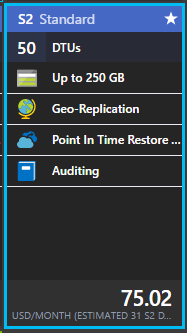 S2 Standard
50 DTUs
Up to 250 GB
Geo-Replication
Point In Time Restore ...
Auditing
75.02
USD/MONTH (ESTIMATED 31 S2 D...